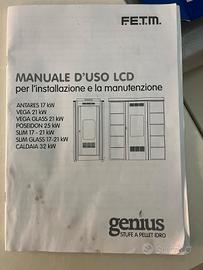 F.E.T.M.
MANUALE D'USO LCD
per l'installazione e la manutenzione
ANTARES 17 kW
VEGA 21 kW
VEGA GLASS 21 kW
POSEIDON 25 kW
SLIM 17 - 21 kW
SLIM GLASS 17-21 kW
CALDAIA 32 kW
genius
STUFE A PELLET IDRO
Subito